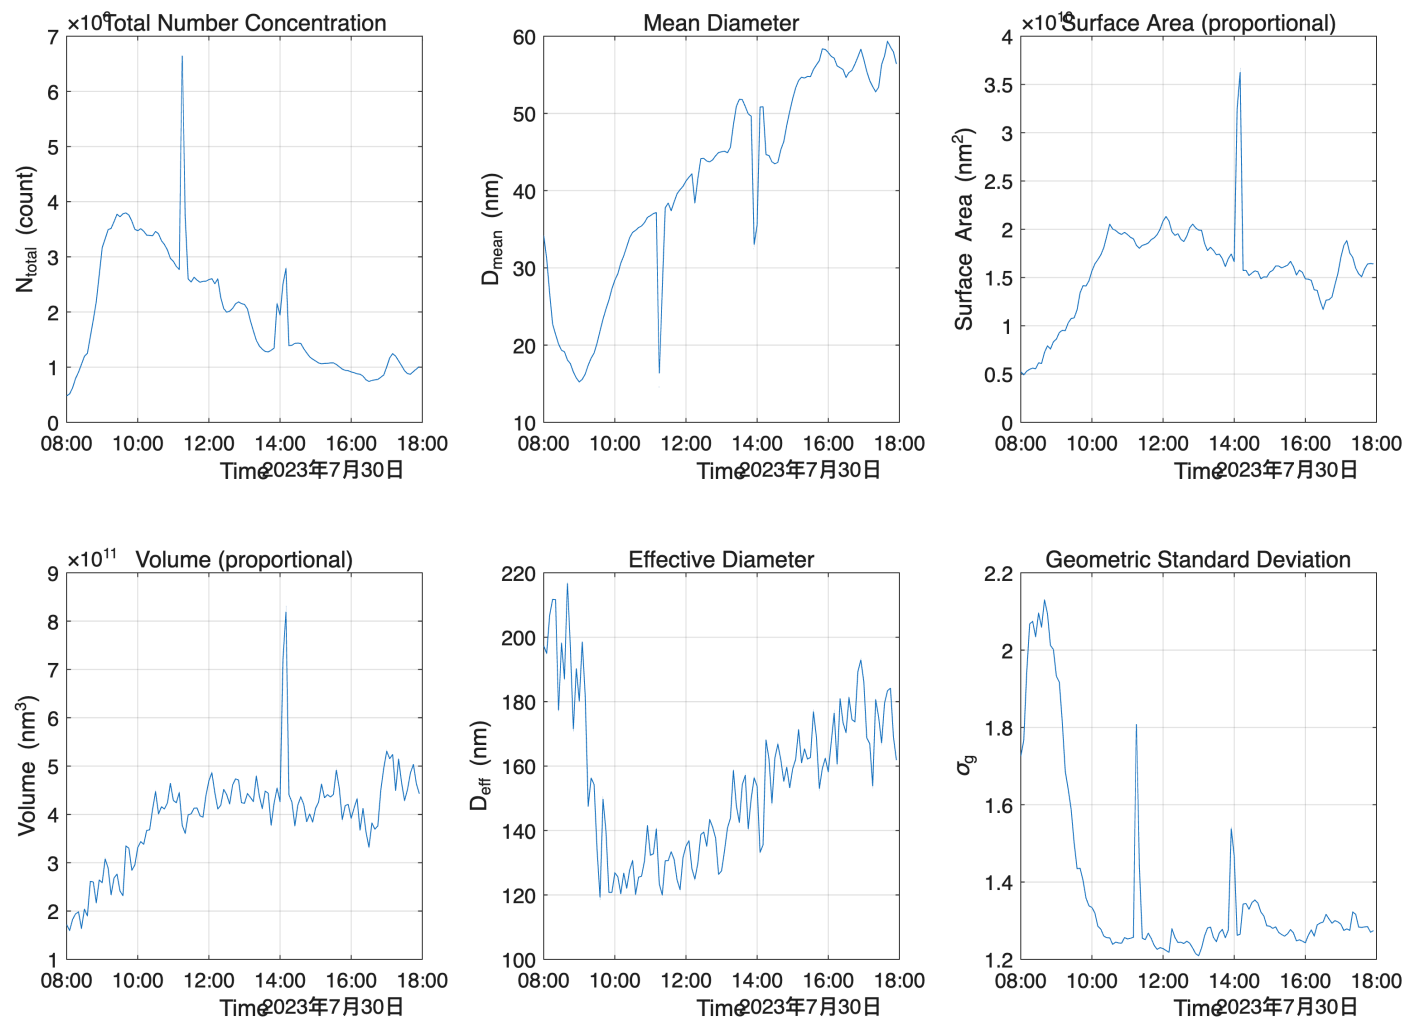 ×10 Total Number Concentration
7
6
5
4
3
2
1
0
N_total (count)
08:00 10:00 12:00 14:00 16:00 18:00
Time 2023年7月30日
Mean Diameter
60
50
40
30
20
10
D_mean (nm)
08:00 10:00 12:00 14:00 16:00 18:00
Time 2023年7月30日
×10 Surface Area (proportional)
4
3.5
3
2.5
2
1.5
1
0.5
0
Surface Area (nm²)
08:00 10:00 12:00 14:00 16:00 18:00
Time 2023年7月30日
×10¹¹ Volume (proportional)
9
8
7
6
5
4
3
2
1
Volume (nm³)
08:00 10:00 12:00 14:00 16:00 18:00
Time 2023年7月30日
Effective Diameter
220
200
180
160
140
120
100
D_eff (nm)
08:00 10:00 12:00 14:00 16:00 18:00
Time 2023年7月30日
Geometric Standard Deviation
2.2
2
1.8
1.6
1.4
1.2
σ_g
08:00 10:00 12:00 14:00 16:00 18:00
Time 2023年7月30日